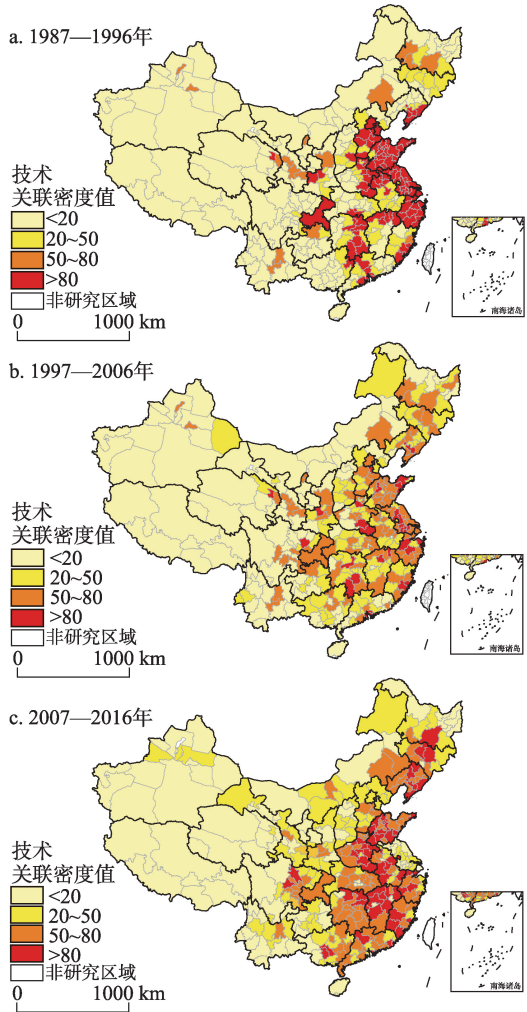 a. 1987—1996年
技术
关联密度值
<20
20~50
50~80
>80
非研究区域
0 1000 km
南海诸岛
b. 1997—2006年
技术
关联密度值
<20
20~50
50~80
>80
非研究区域
0 1000 km
南海诸岛
c. 2007—2016年
技术
关联密度值
<20
20~50
50~80
>80
非研究区域
0 1000 km
南海诸岛